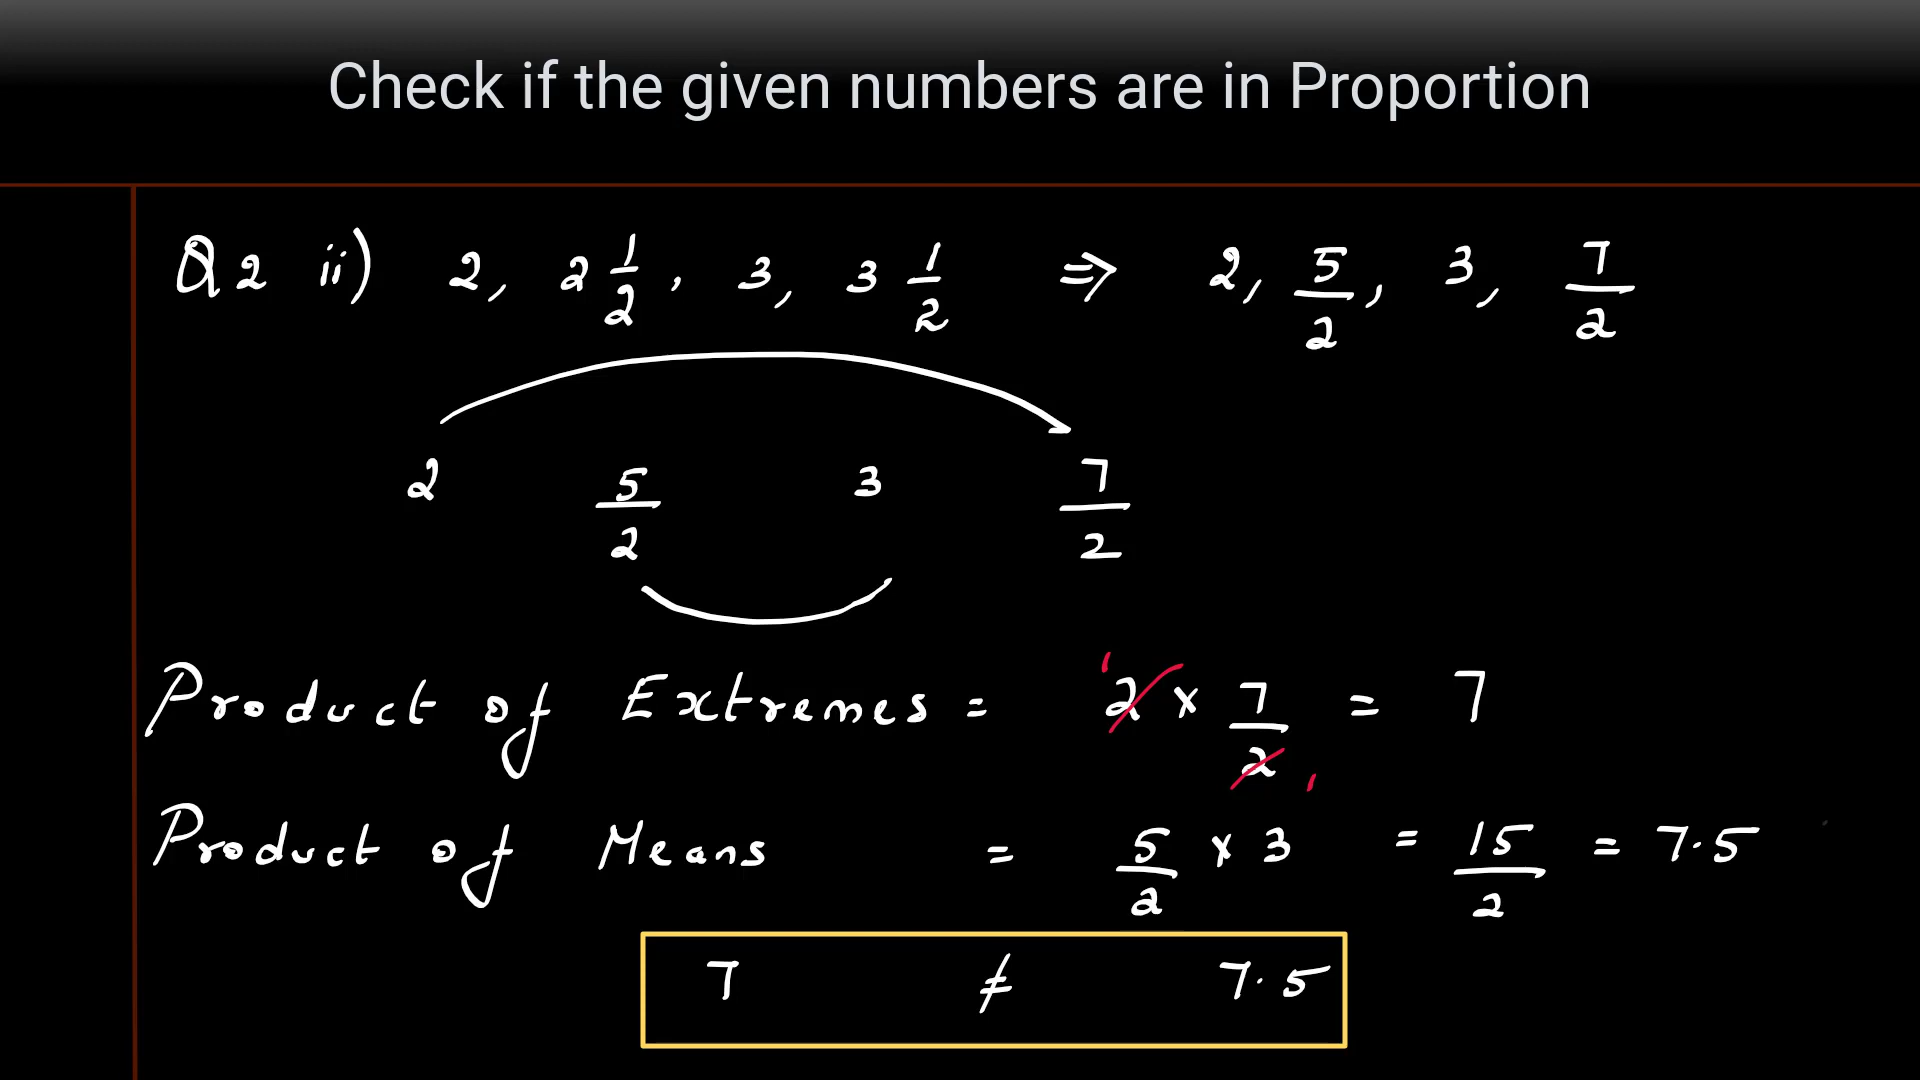 Check if the given numbers are in Proportion
Q2 ii) 2, 2 1/2, 3, 3 1/2 ⇒ 2, 5/2, 3, 7/2
2 5/2 3 7/2
Product of Extremes = 2 × 7/2 = 7
Product of Means = 5/2 × 3 = 15/2 = 7.5
7 ≠ 7.5